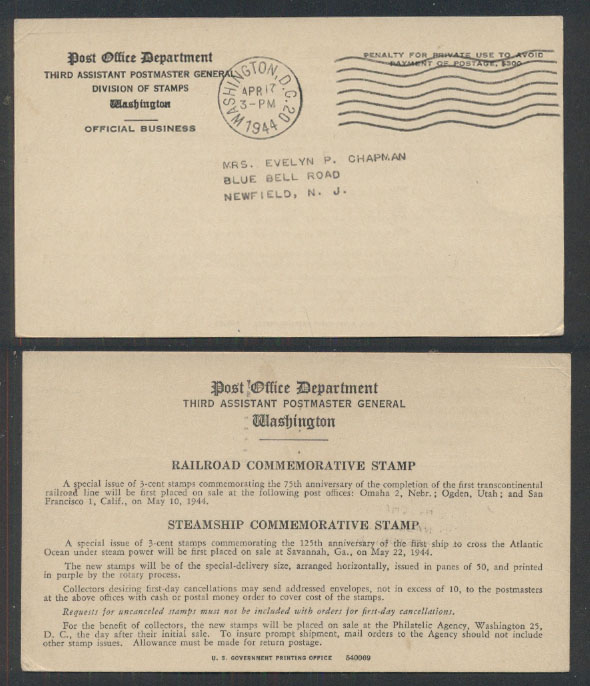 Post Office Department
THIRD ASSISTANT POSTMASTER GENERAL
DIVISION OF STAMPS
Washington
OFFICIAL BUSINESS
WASHINGTON, D.C. 20
APR 17
3-PM
1944
PENALTY FOR PRIVATE USE TO AVOID
PAYMENT OF POSTAGE, $300
MRS. EVELYN P. CHAPMAN
BLUE BELL ROAD
NEWFIELD, N. J.
Post Office Department
THIRD ASSISTANT POSTMASTER GENERAL
Washington
RAILROAD COMMEMORATIVE STAMP
A special issue of 3-cent stamps commemorating the 75th anniversary of the completion of the first transcontinental
railroad line will be first placed on sale at the following post offices: Omaha 2, Nebr.; Ogden, Utah; and San
Francisco 1, Calif., on May 10, 1944.
STEAMSHIP COMMEMORATIVE STAMP
A special issue of 3-cent stamps commemorating the 125th anniversary of the first ship to cross the Atlantic
Ocean under steam power will be first placed on sale at Savannah, Ga., on May 22, 1944.
The new stamps will be of the special-delivery size, arranged horizontally, issued in panes of 50, and printed
in purple by the rotary process.
Collectors desiring first-day cancellations may send addressed envelopes, not in excess of 10, to the postmasters
at the above offices with cash or postal money order to cover cost of the stamps.
Requests for uncanceled stamps must not be included with orders for first-day cancellations.
For the benefit of collectors, the new stamps will be placed on sale at the Philatelic Agency, Washington 25,
D. C., the day after their initial sale. To insure prompt shipment, mail orders to the Agency should not include
other stamp issues. Allowance must be made for return postage.
U. S. GOVERNMENT PRINTING OFFICE 540069